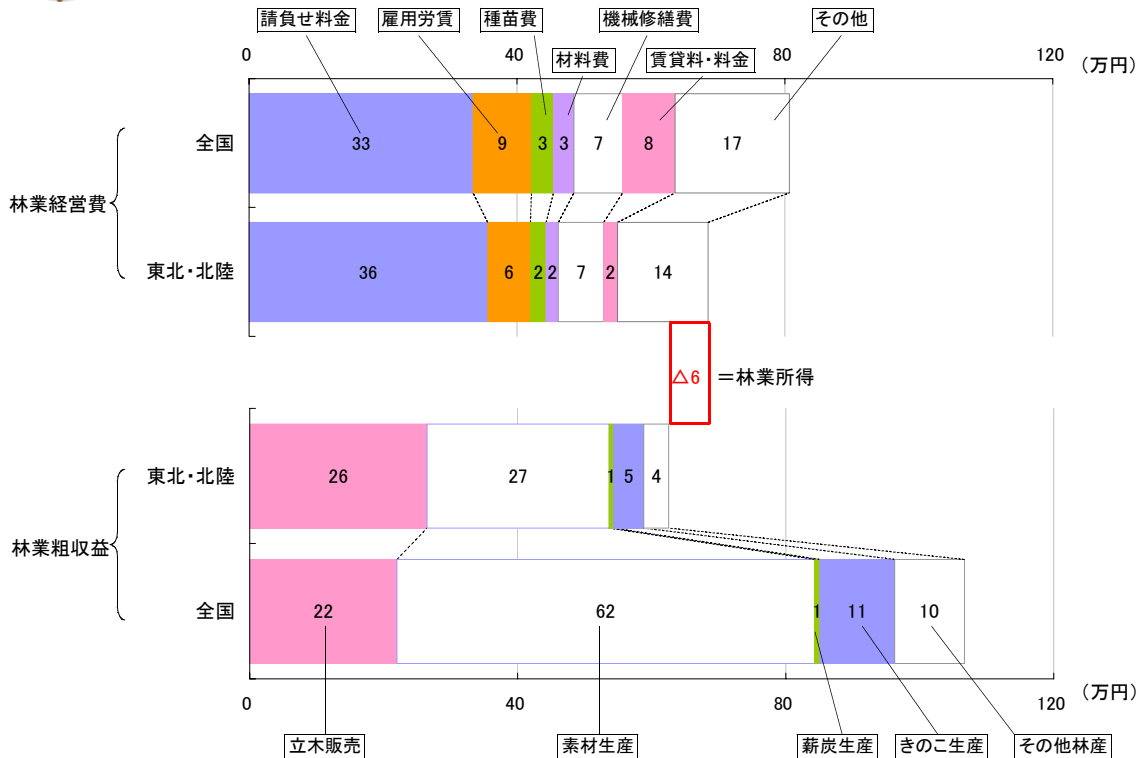 請負せ料金 雇用労賃 種苗費 機械修繕費 その他
材料費 賃貸料・料金
0 40 80 120
（万円）
全国 33 9 3 3 7 8 17
林業経営費
東北・北陸 36 6 2 2 7 2 14
△6 ＝林業所得
東北・北陸 26 27 1 5 4
林業粗収益
全国 22 62 1 11 10
0 40 80 120
（万円）
立木販売 素材生産 薪炭生産 きのこ生産 その他林産